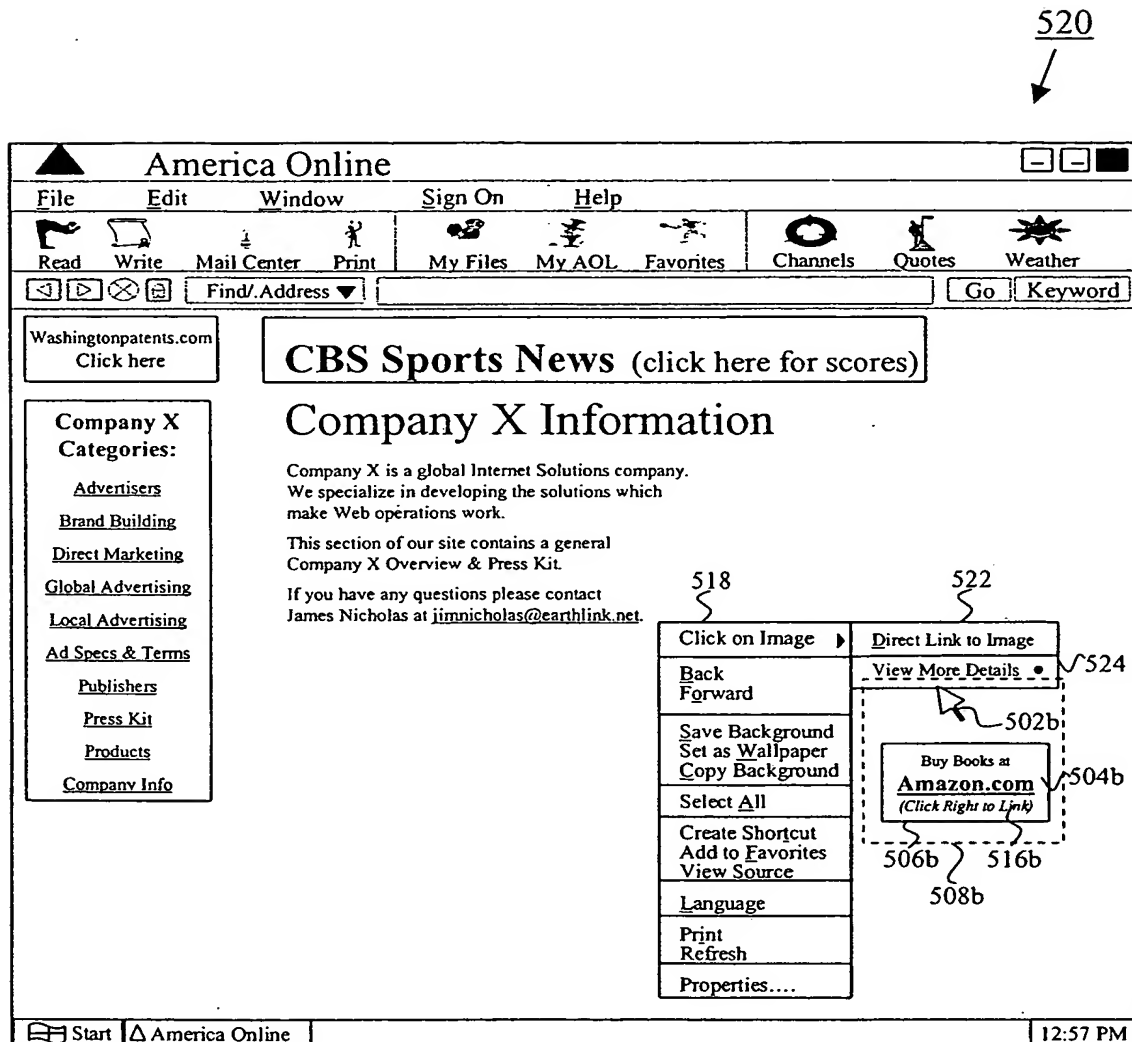 520
America Online
File Edit Window Sign On Help
Read Write Mail Center Print My Files My AOL Favorites Channels Quotes Weather
Find/.Address ▼ Go Keyword
Washingtonpatents.com
Click here
CBS Sports News (click here for scores)
Company X
Categories:
Advertisers
Brand Building
Direct Marketing
Global Advertising
Local Advertising
Ad Specs & Terms
Publishers
Press Kit
Products
Company Info
Company X Information
Company X is a global Internet Solutions company.
We specialize in developing the solutions which
make Web operations work.
This section of our site contains a general
Company X Overview & Press Kit.
If you have any questions please contact
James Nicholas at jimnicholas@earthlink.net.
518
522
Click on Image
Back
Forward
Save Background
Set as Wallpaper
Copy Background
Select All
Create Shortcut
Add to Favorites
View Source
Language
Print
Refresh
Properties....
Direct Link to Image
View More Details •
524
502b
Buy Books at
Amazon.com
(Click Right to Link)
504b
506b
516b
508b
Start America Online
12:57 PM